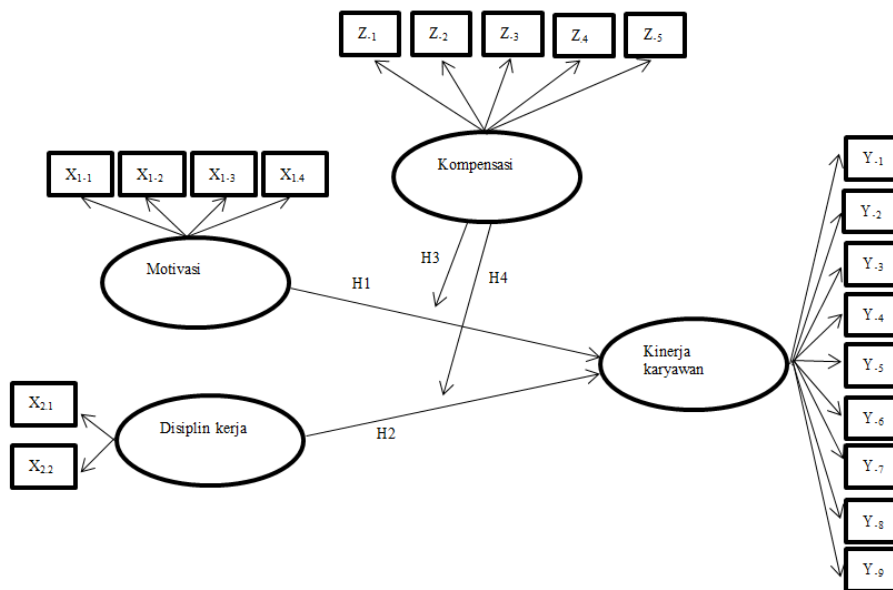 Z.1 Z.2 Z.3 Z.4 Z.5
Kompensasi
X1.1 X1.2 X1.3 X1.4
Motivasi
H1
H3
H4
Kinerja
karyawan
Disiplin kerja
H2
X2.1
X2.2
Y.1
Y.2
Y.3
Y.4
Y.5
Y.6
Y.7
Y.8
Y.9